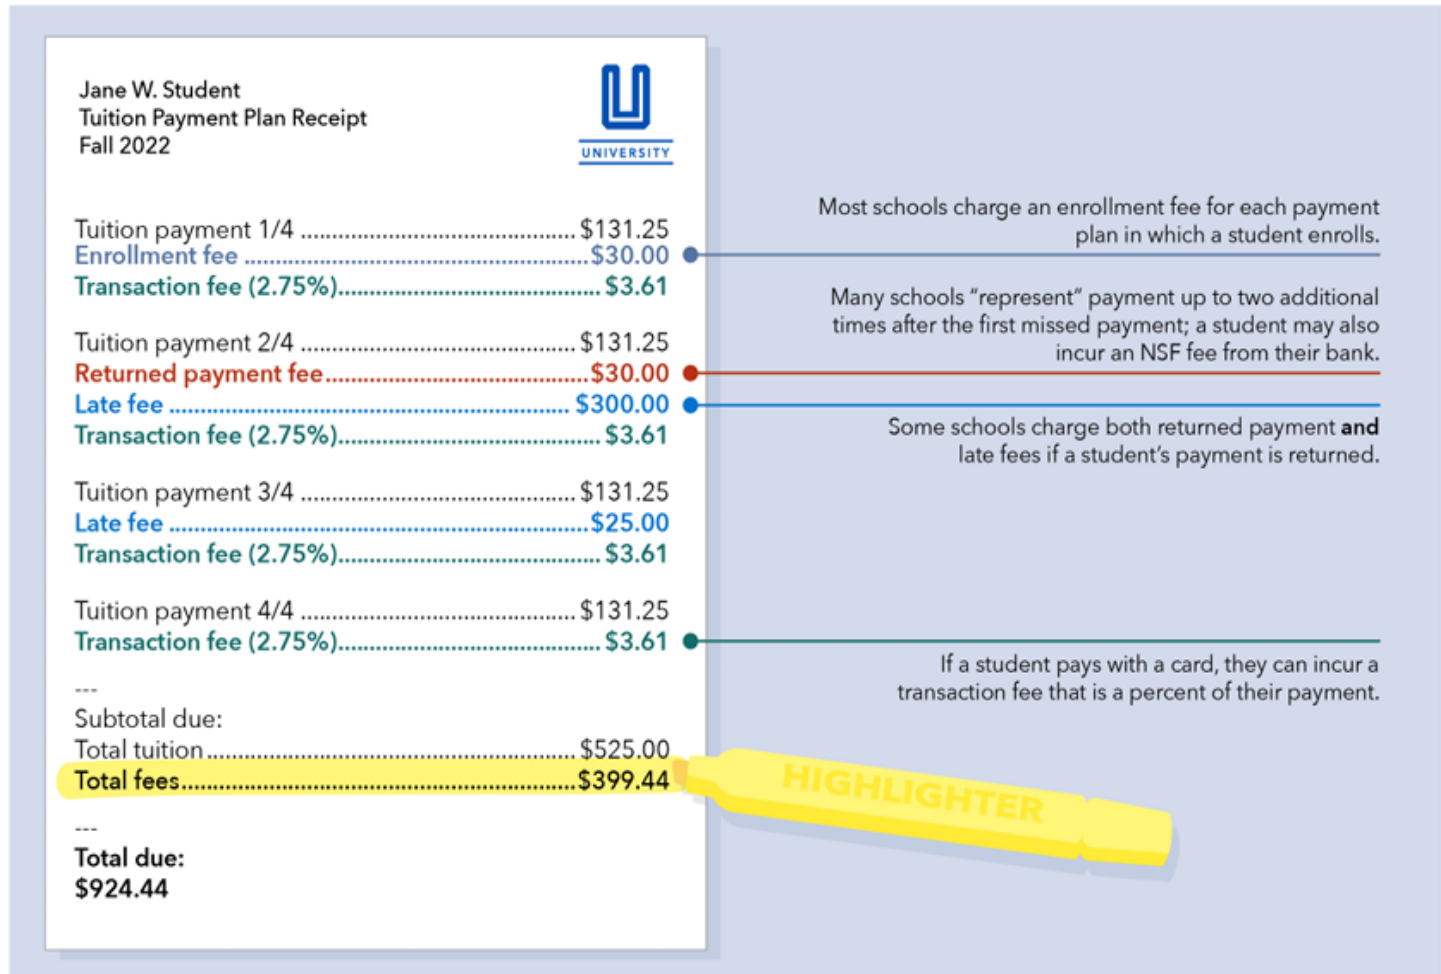 Jane W. Student
Tuition Payment Plan Receipt
Fall 2022
U
UNIVERSITY
Tuition payment 1/4 ............................................ $131.25
Enrollment fee ........................................................ $30.00
Transaction fee (2.75%).......................................... $3.61
Tuition payment 2/4 ............................................ $131.25
Returned payment fee.......................................... $30.00
Late fee ................................................................. $300.00
Transaction fee (2.75%).......................................... $3.61
Tuition payment 3/4 ............................................ $131.25
Late fee .................................................................... $25.00
Transaction fee (2.75%).......................................... $3.61
Tuition payment 4/4 ............................................ $131.25
Transaction fee (2.75%).......................................... $3.61
---
Subtotal due:
Total tuition............................................................ $525.00
Total fees................................................................ $399.44
---
Total due:
$924.44
Most schools charge an enrollment fee for each payment
plan in which a student enrolls.
Many schools “represent” payment up to two additional
times after the first missed payment; a student may also
incur an NSF fee from their bank.
Some schools charge both returned payment and
late fees if a student’s payment is returned.
If a student pays with a card, they can incur a
transaction fee that is a percent of their payment.
HIGHLIGHTER